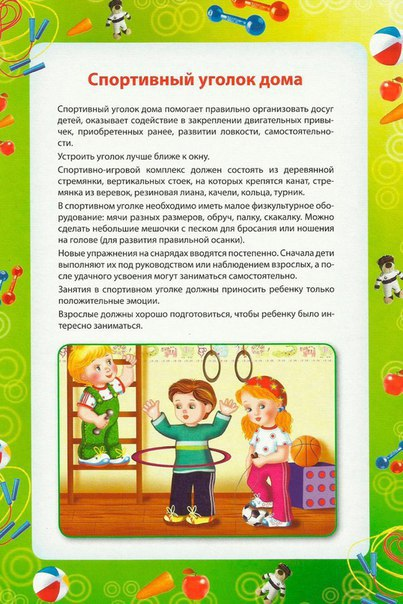 Спортивный уголок дома
Спортивный уголок дома помогает правильно организовать досуг
детей, оказывает содействие в закреплении двигательных привы-
чек, приобретенных ранее, развитии ловкости, самостоятельно-
сти.
Устроить уголок лучше ближе к окну.
Спортивно-игровой комплекс должен состоять из деревянной
стремянки, вертикальных стоек, на которых крепятся канат, стре-
мянка из веревок, резиновая лиана, качели, кольца, турник.
В спортивном уголке необходимо иметь малое физкультурное обо-
рудование: мячи разных размеров, обруч, палку, скакалку. Можно
сделать небольшие мешочки с песком для бросания или ношения
на голове (для развития правильной осанки).
Новые упражнения на снарядах вводятся постепенно. Сначала дети
выполняют их под руководством или наблюдением взрослых, а по-
сле удачного усвоения могут заниматься самостоятельно.
Занятия в спортивном уголке должны приносить ребенку только
положительные эмоции.
Взрослые должны хорошо подготовиться, чтобы ребенку было ин-
тересно заниматься.